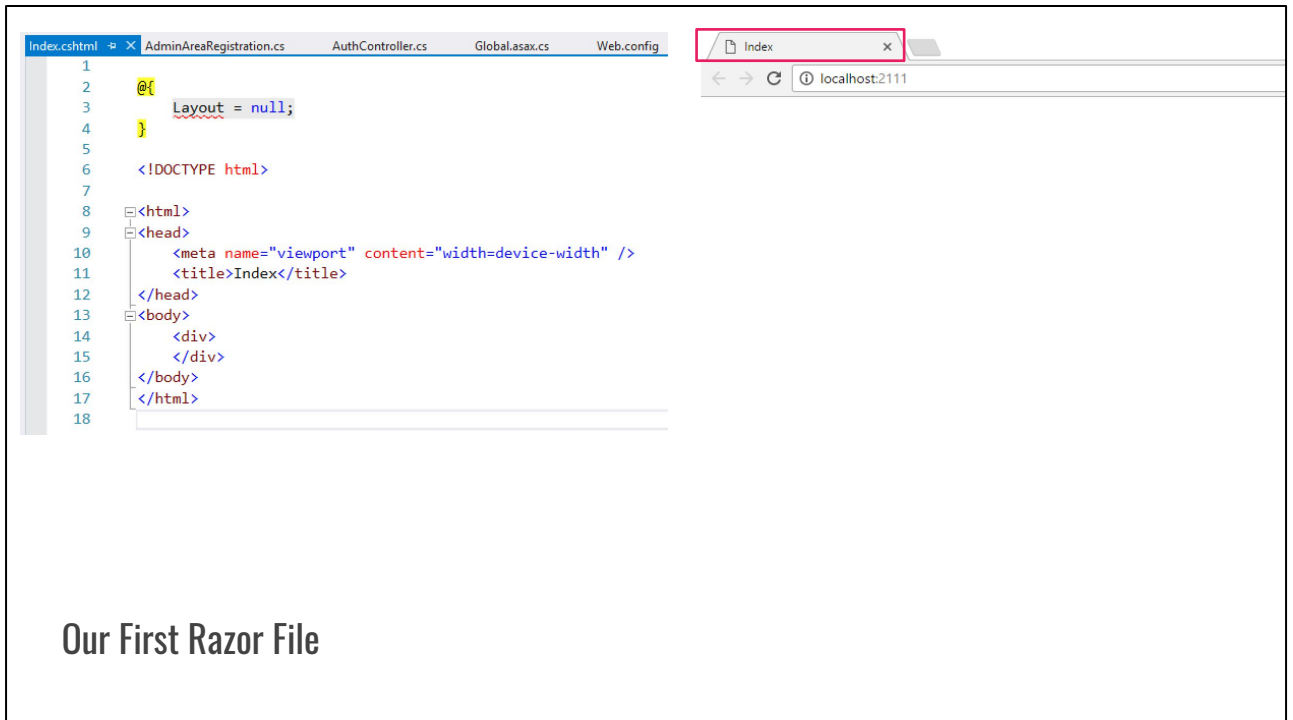 Index.cshtml AdminAreaRegistration.cs AuthController.cs Global.asax.cs Web.config
1
2 @{
3 Layout = null;
4 }
5
6 <!DOCTYPE html>
7
8 <html>
9 <head>
10 <meta name="viewport" content="width=device-width" />
11 <title>Index</title>
12 </head>
13 <body>
14 <div>
15 </div>
16 </body>
17 </html>
18
Index
localhost:2111
Our First Razor File